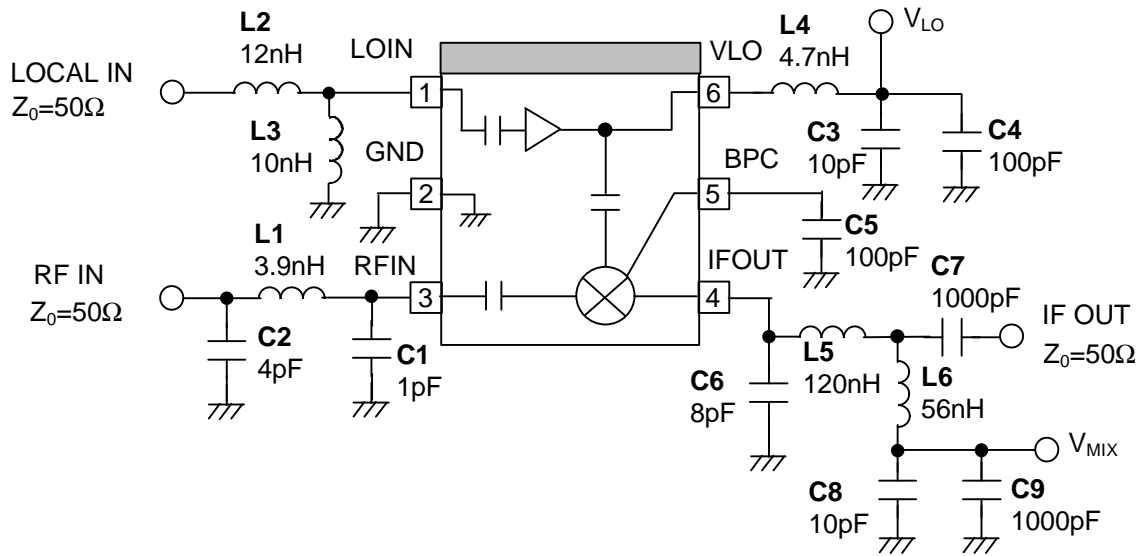 L2
12nH
LOCAL IN
Z₀=50Ω
LOIN
1
L3
10nH
GND
2
L1
3.9nH
RF IN
Z₀=50Ω
RFIN
3
C2
4pF
C1
1pF
VLO
6
L4
4.7nH
V_LO
C3
10pF
C4
100pF
BPC
5
C5
100pF
IFOUT
4
C7
1000pF
IF OUT
Z₀=50Ω
L5
120nH
C6
8pF
L6
56nH
V_MIX
C8
10pF
C9
1000pF